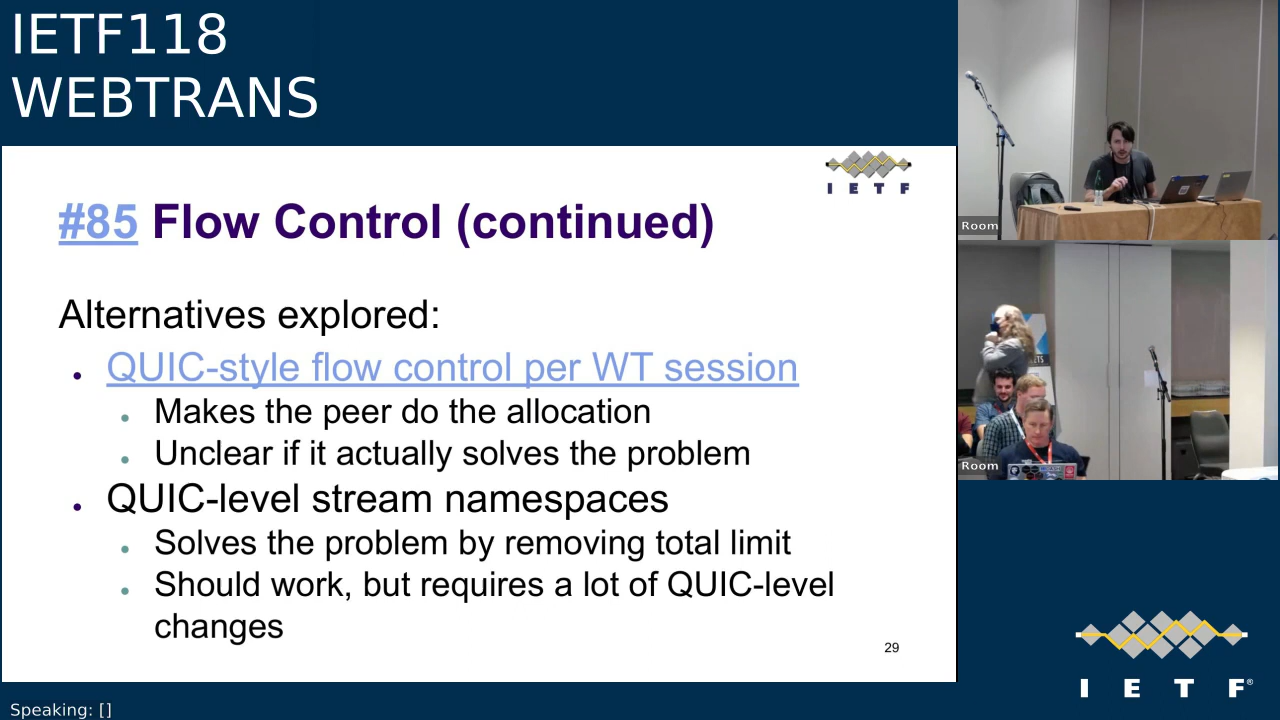 IETF118
WEBTRANS
I E T F
#85 Flow Control (continued)
Alternatives explored:
• QUIC-style flow control per WT session
• Makes the peer do the allocation
• Unclear if it actually solves the problem
• QUIC-level stream namespaces
• Solves the problem by removing total limit
• Should work, but requires a lot of QUIC-level
changes
29
Room
Room
I E T F®
Speaking: []